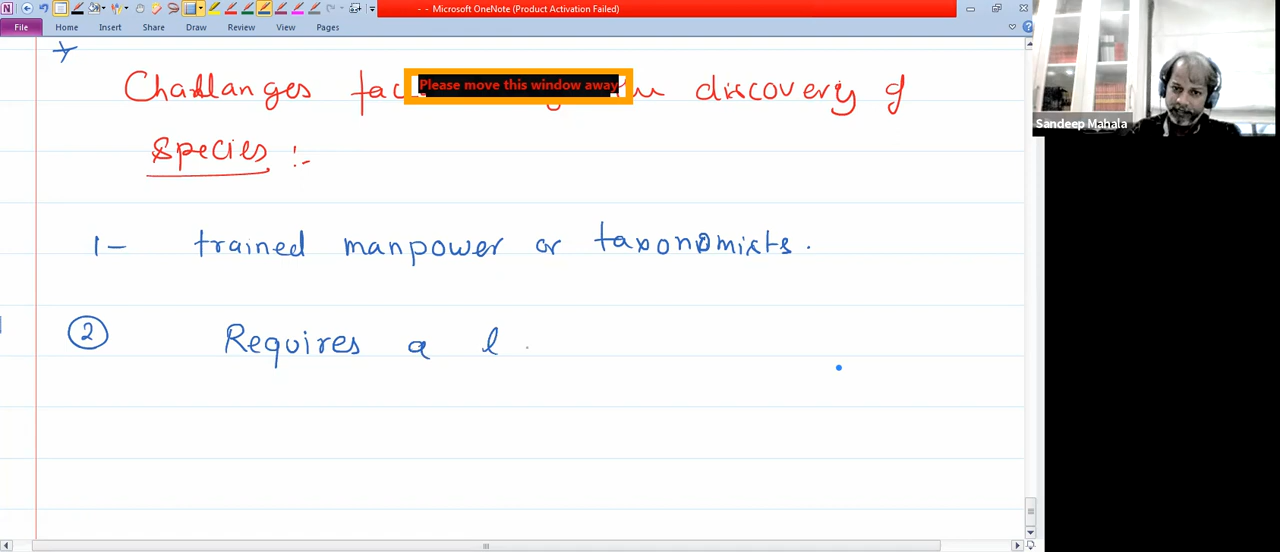 - - Microsoft OneNote (Product Activation Failed)
File Home Insert Share Draw Review View Pages
Challanges fac Please move this window away discovery of
species :-
Sandeep Mahala
1- trained manpower or taxonomists.
2 Requires a l